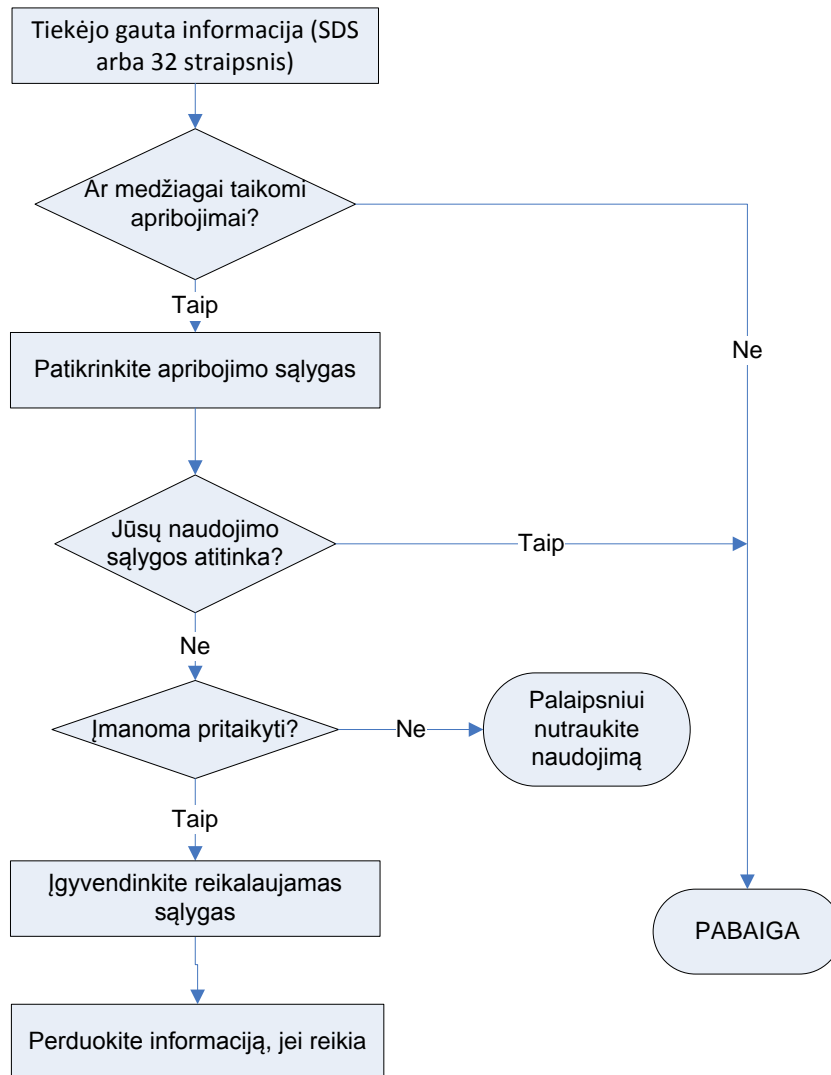 Tiekėjo gauta informacija (SDS
arba 32 straipsnis)
Ar medžiagai taikomi
apribojimai?
Taip
Ne
Patikrinkite apribojimo sąlygas
Jūsų naudojimo
sąlygos atitinka?
Taip
Ne
Įmanoma pritaikyti?
Ne
Palaipsniui
nutraukite
naudojimą
Taip
Įgyvendinkite reikalaujamas
sąlygas
PABAIGA
Perduokite informaciją, jei reikia